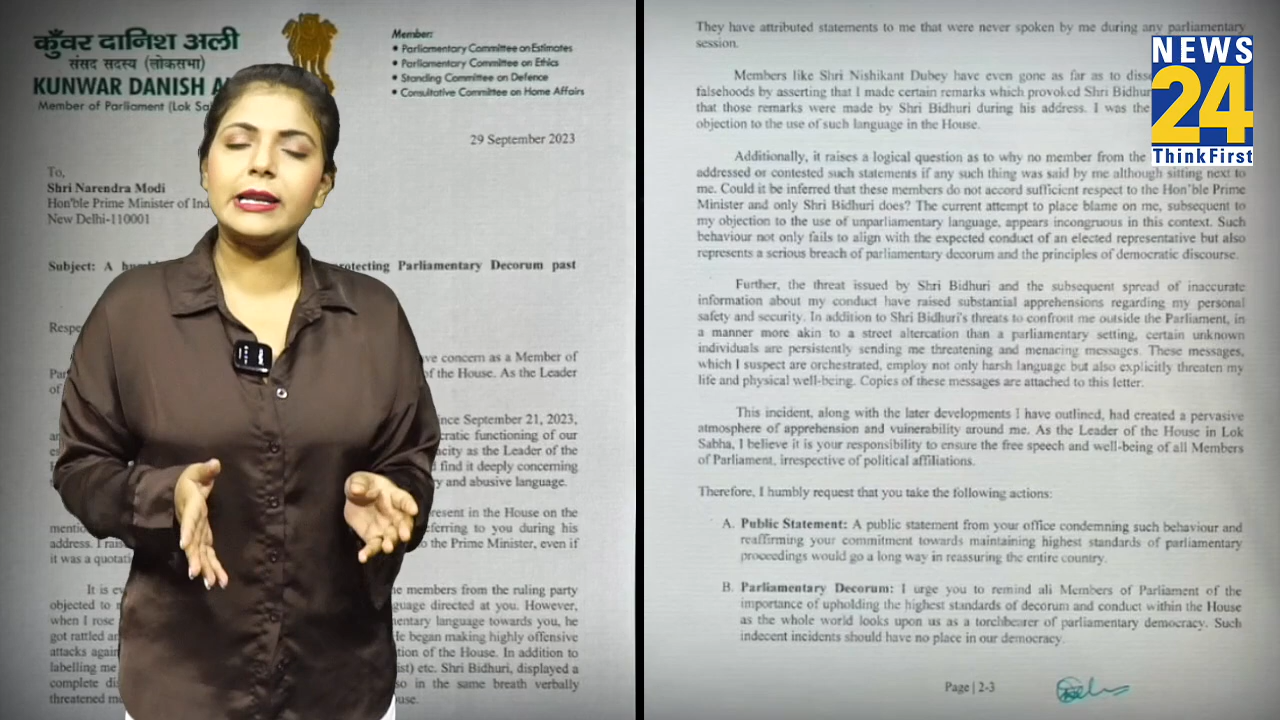 कुँवर दानिश अली
संसद सदस्य (लोकसभा)
KUNWAR DANISH A
Member of Parliament (Lok Sa
Member:
• Parliamentary Committee on Estimates
• Parliamentary Committee on Ethics
• Standing Committee on Defence
• Consultative Committee on Home Affairs
29 September 2023
To,
Shri Narendra Modi
Hon'ble Prime Minister of Ind
New Delhi-110001
Subject: A protecting Parliamentary Decorum past
Respe
concern as a Member of
of the House. As the Leader
of
since September 21, 2023,
functioning of our
as the Leader of the
find it deeply concerning
and abusive language.
present in the House on the
referring to you during his
address. I to the Prime Minister, even if
it was a
It is members from the ruling party
objected to directed at you. However,
when I rose language towards you, he
got rattled He began making highly offensive
attacks of the House. In addition to
labelling me etc. Shri Bidhuri, displayed a
complete so in the same breath verbally
threatened
They have attributed statements to me that were never spoken by me during any parliamentary
session.
Members like Shri Nishikant Dubey have even gone as far as to
falsehoods by asserting that I made certain remarks which provoked Shri
that those remarks were made by Shri Bidhuri during his address. I was the
objection to the use of such language in the House.
Additionally, it raises a logical question as to why no member from the
addressed or contested such statements if any such thing was said by me although sitting next to
me. Could it be inferred that these members do not accord sufficient respect to the Hon'ble Prime
Minister and only Shri Bidhuri does? The current attempt to place blame on me, subsequent to
my objection to the use of unparliamentary language, appears incongruous in this context. Such
behaviour not only fails to align with the expected conduct of an elected representative but also
represents a serious breach of parliamentary decorum and the principles of democratic discourse.
Further, the threat issued by Shri Bidhuri and the subsequent spread of inaccurate
information about my conduct have raised substantial apprehensions regarding my personal
safety and security. In addition to Shri Bidhuri's threats to confront me outside the Parliament, in
a manner more akin to a street altercation than a parliamentary setting, certain unknown
individuals are persistently sending me threatening and menacing messages. These messages,
which I suspect are orchestrated, employ not only harsh language but also explicitly threaten my
life and physical well-being. Copies of these messages are attached to this letter.
This incident, along with the later developments I have outlined, had created a pervasive
atmosphere of apprehension and vulnerability around me. As the Leader of the House in Lok
Sabha, I believe it is your responsibility to ensure the free speech and well-being of all Members
of Parliament, irrespective of political affiliations.
Therefore, I humbly request that you take the following actions:
A. Public Statement: A public statement from your office condemning such behaviour and
reaffirming your commitment towards maintaining highest standards of parliamentary
proceedings would go a long way in reassuring the entire country.
B. Parliamentary Decorum: I urge you to remind all Members of Parliament of the
importance of upholding the highest standards of decorum and conduct within the House
as the whole world looks upon us as a torchbearer of parliamentary democracy. Such
indecent incidents should have no place in our democracy.
Page | 2-3
NEWS
24
ThinkFirst